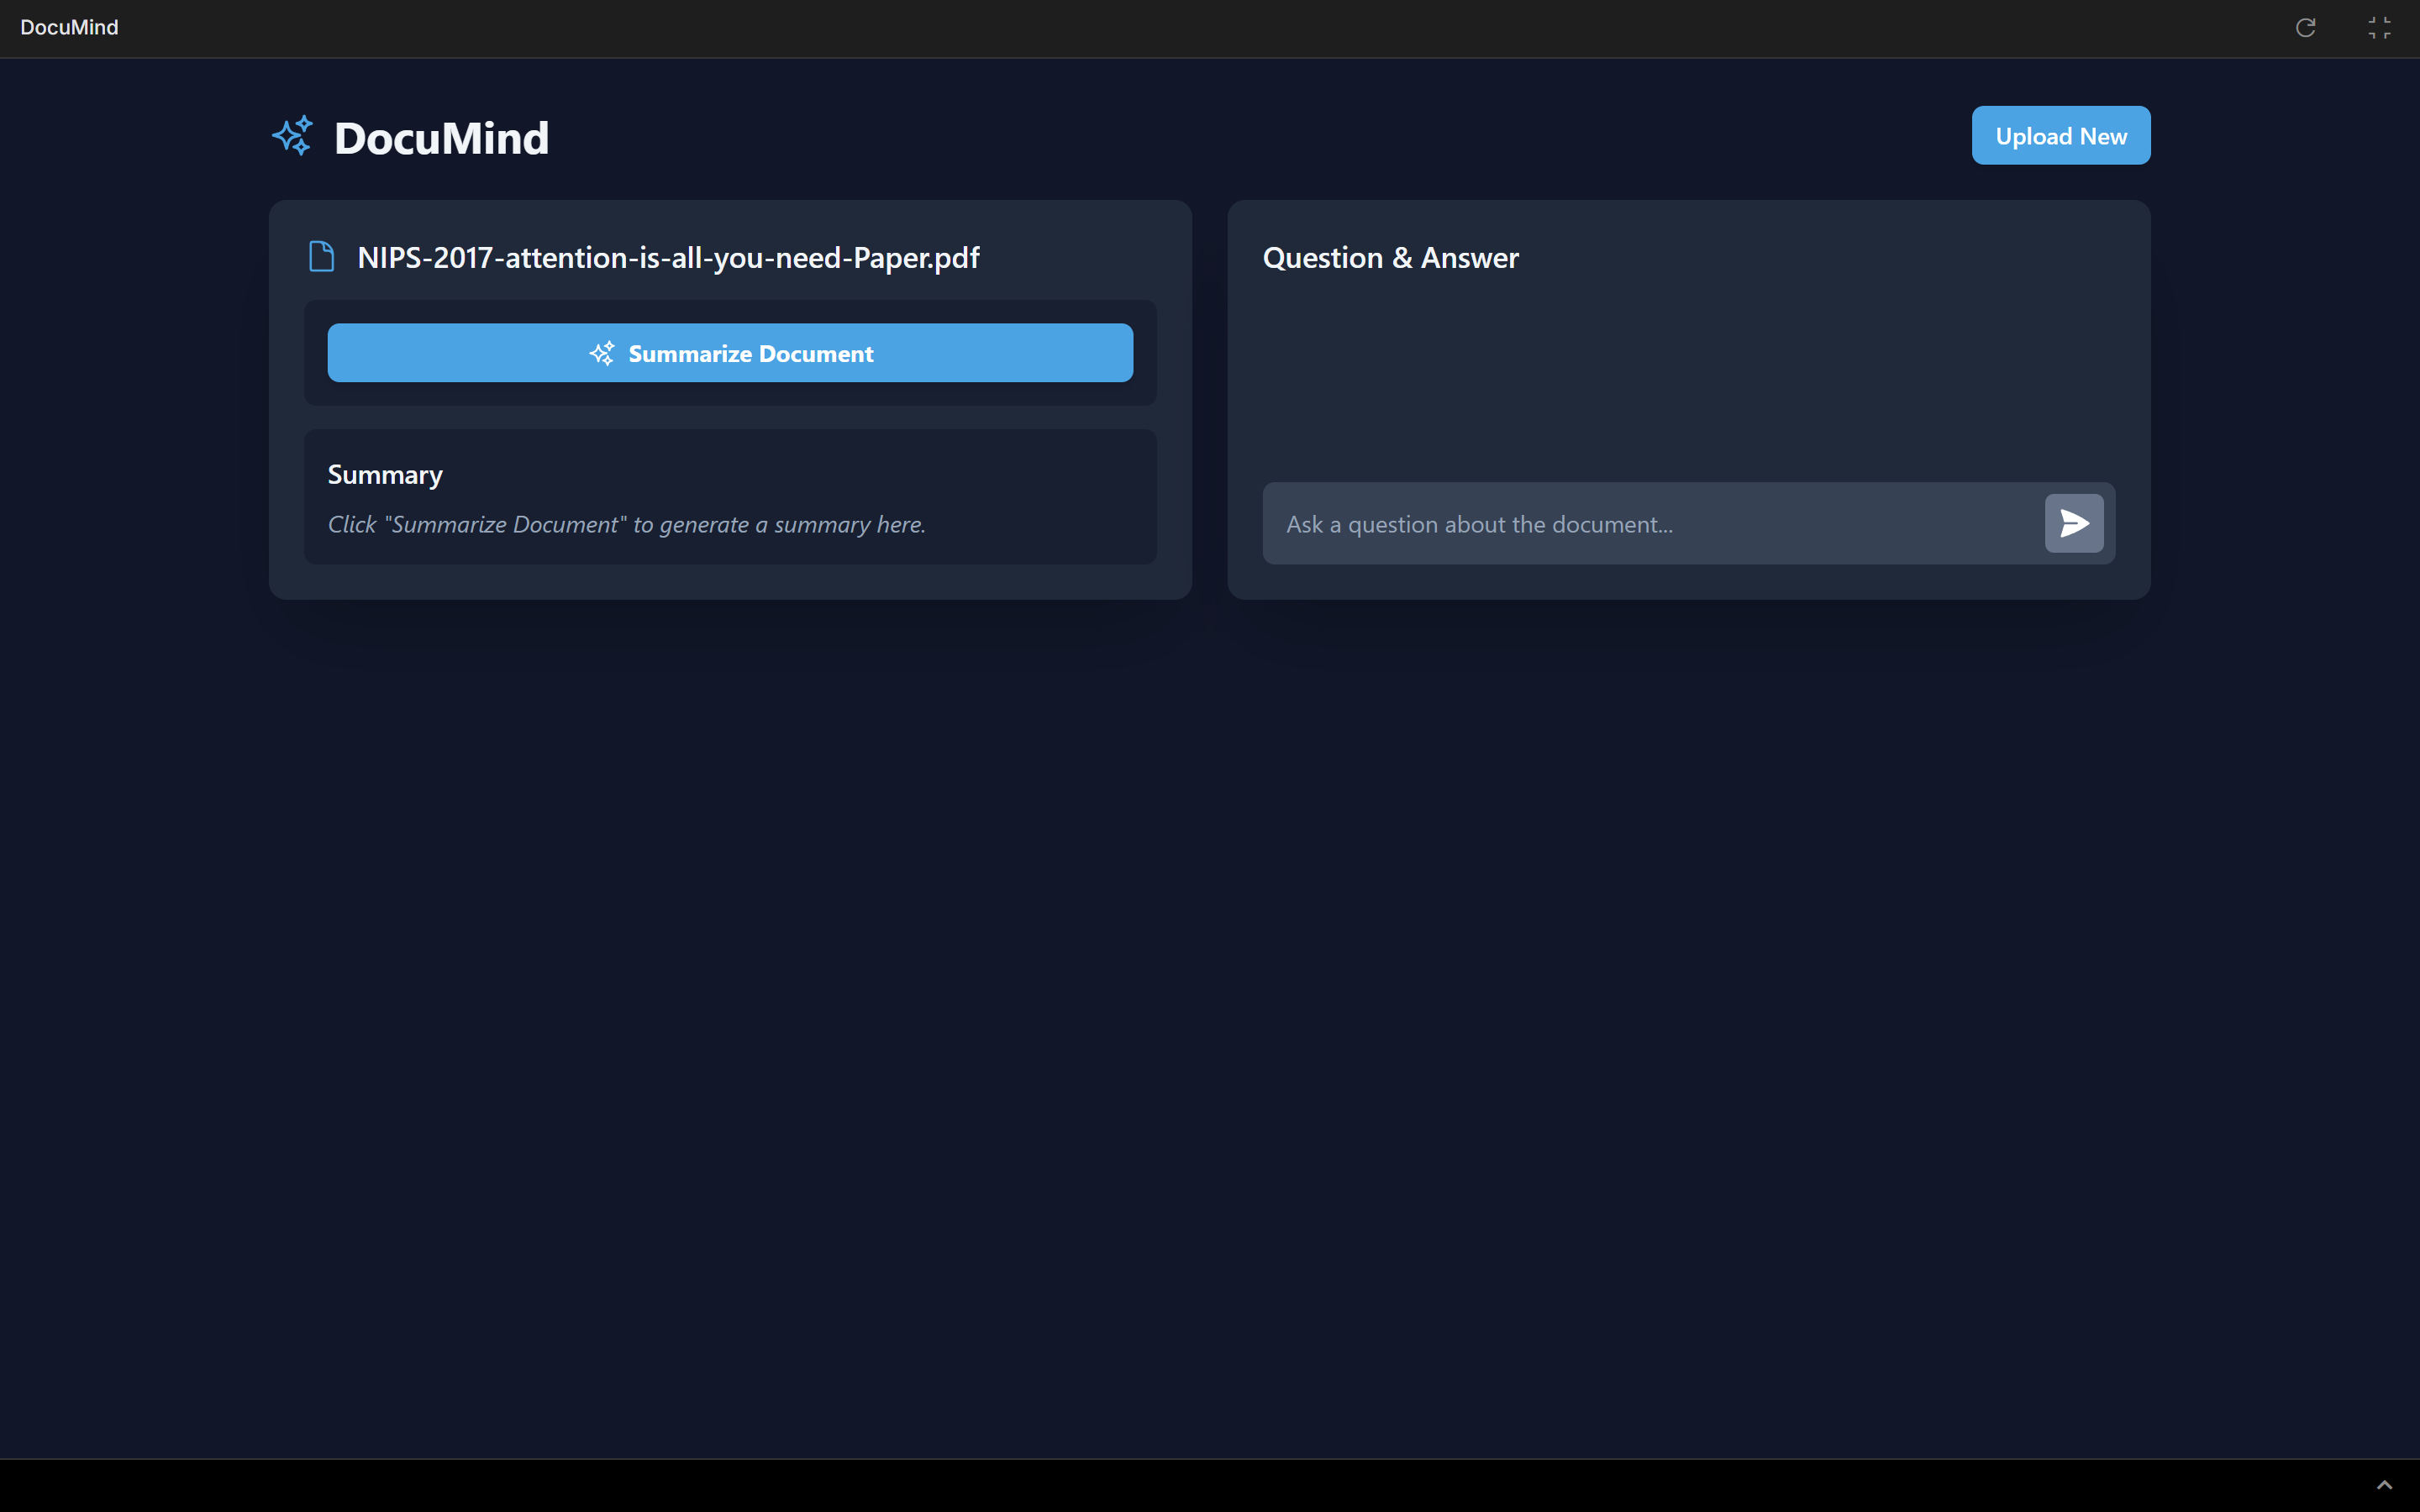 DocuMind
DocuMind
Upload New
NIPS-2017-attention-is-all-you-need-Paper.pdf
Summarize Document
Summary
Click "Summarize Document" to generate a summary here.
Question & Answer
Ask a question about the document...